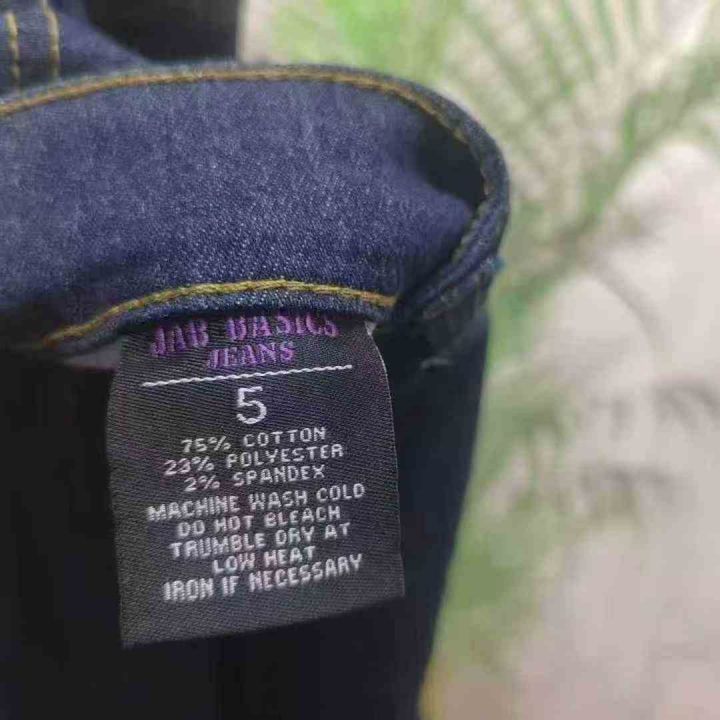 JAB BASICS
JEANS
5
75% COTTON
23% POLYESTER
2% SPANDEX
MACHINE WASH COLD
DO HOT BLEACH
TRUMBLE DRY AT
LOW HEAT
IRON IF NECESSARY